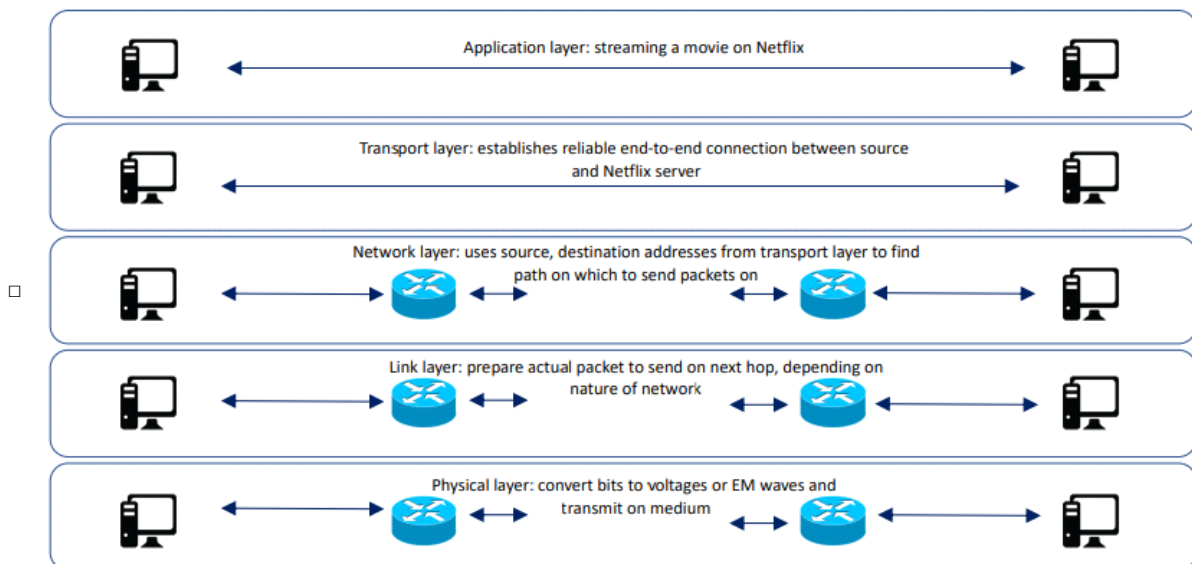 Application layer: streaming a movie on Netflix
Transport layer: establishes reliable end-to-end connection between source
and Netflix server
Network layer: uses source, destination addresses from transport layer to find
path on which to send packets on
Link layer: prepare actual packet to send on next hop, depending on
nature of network
Physical layer: convert bits to voltages or EM waves and
transmit on medium